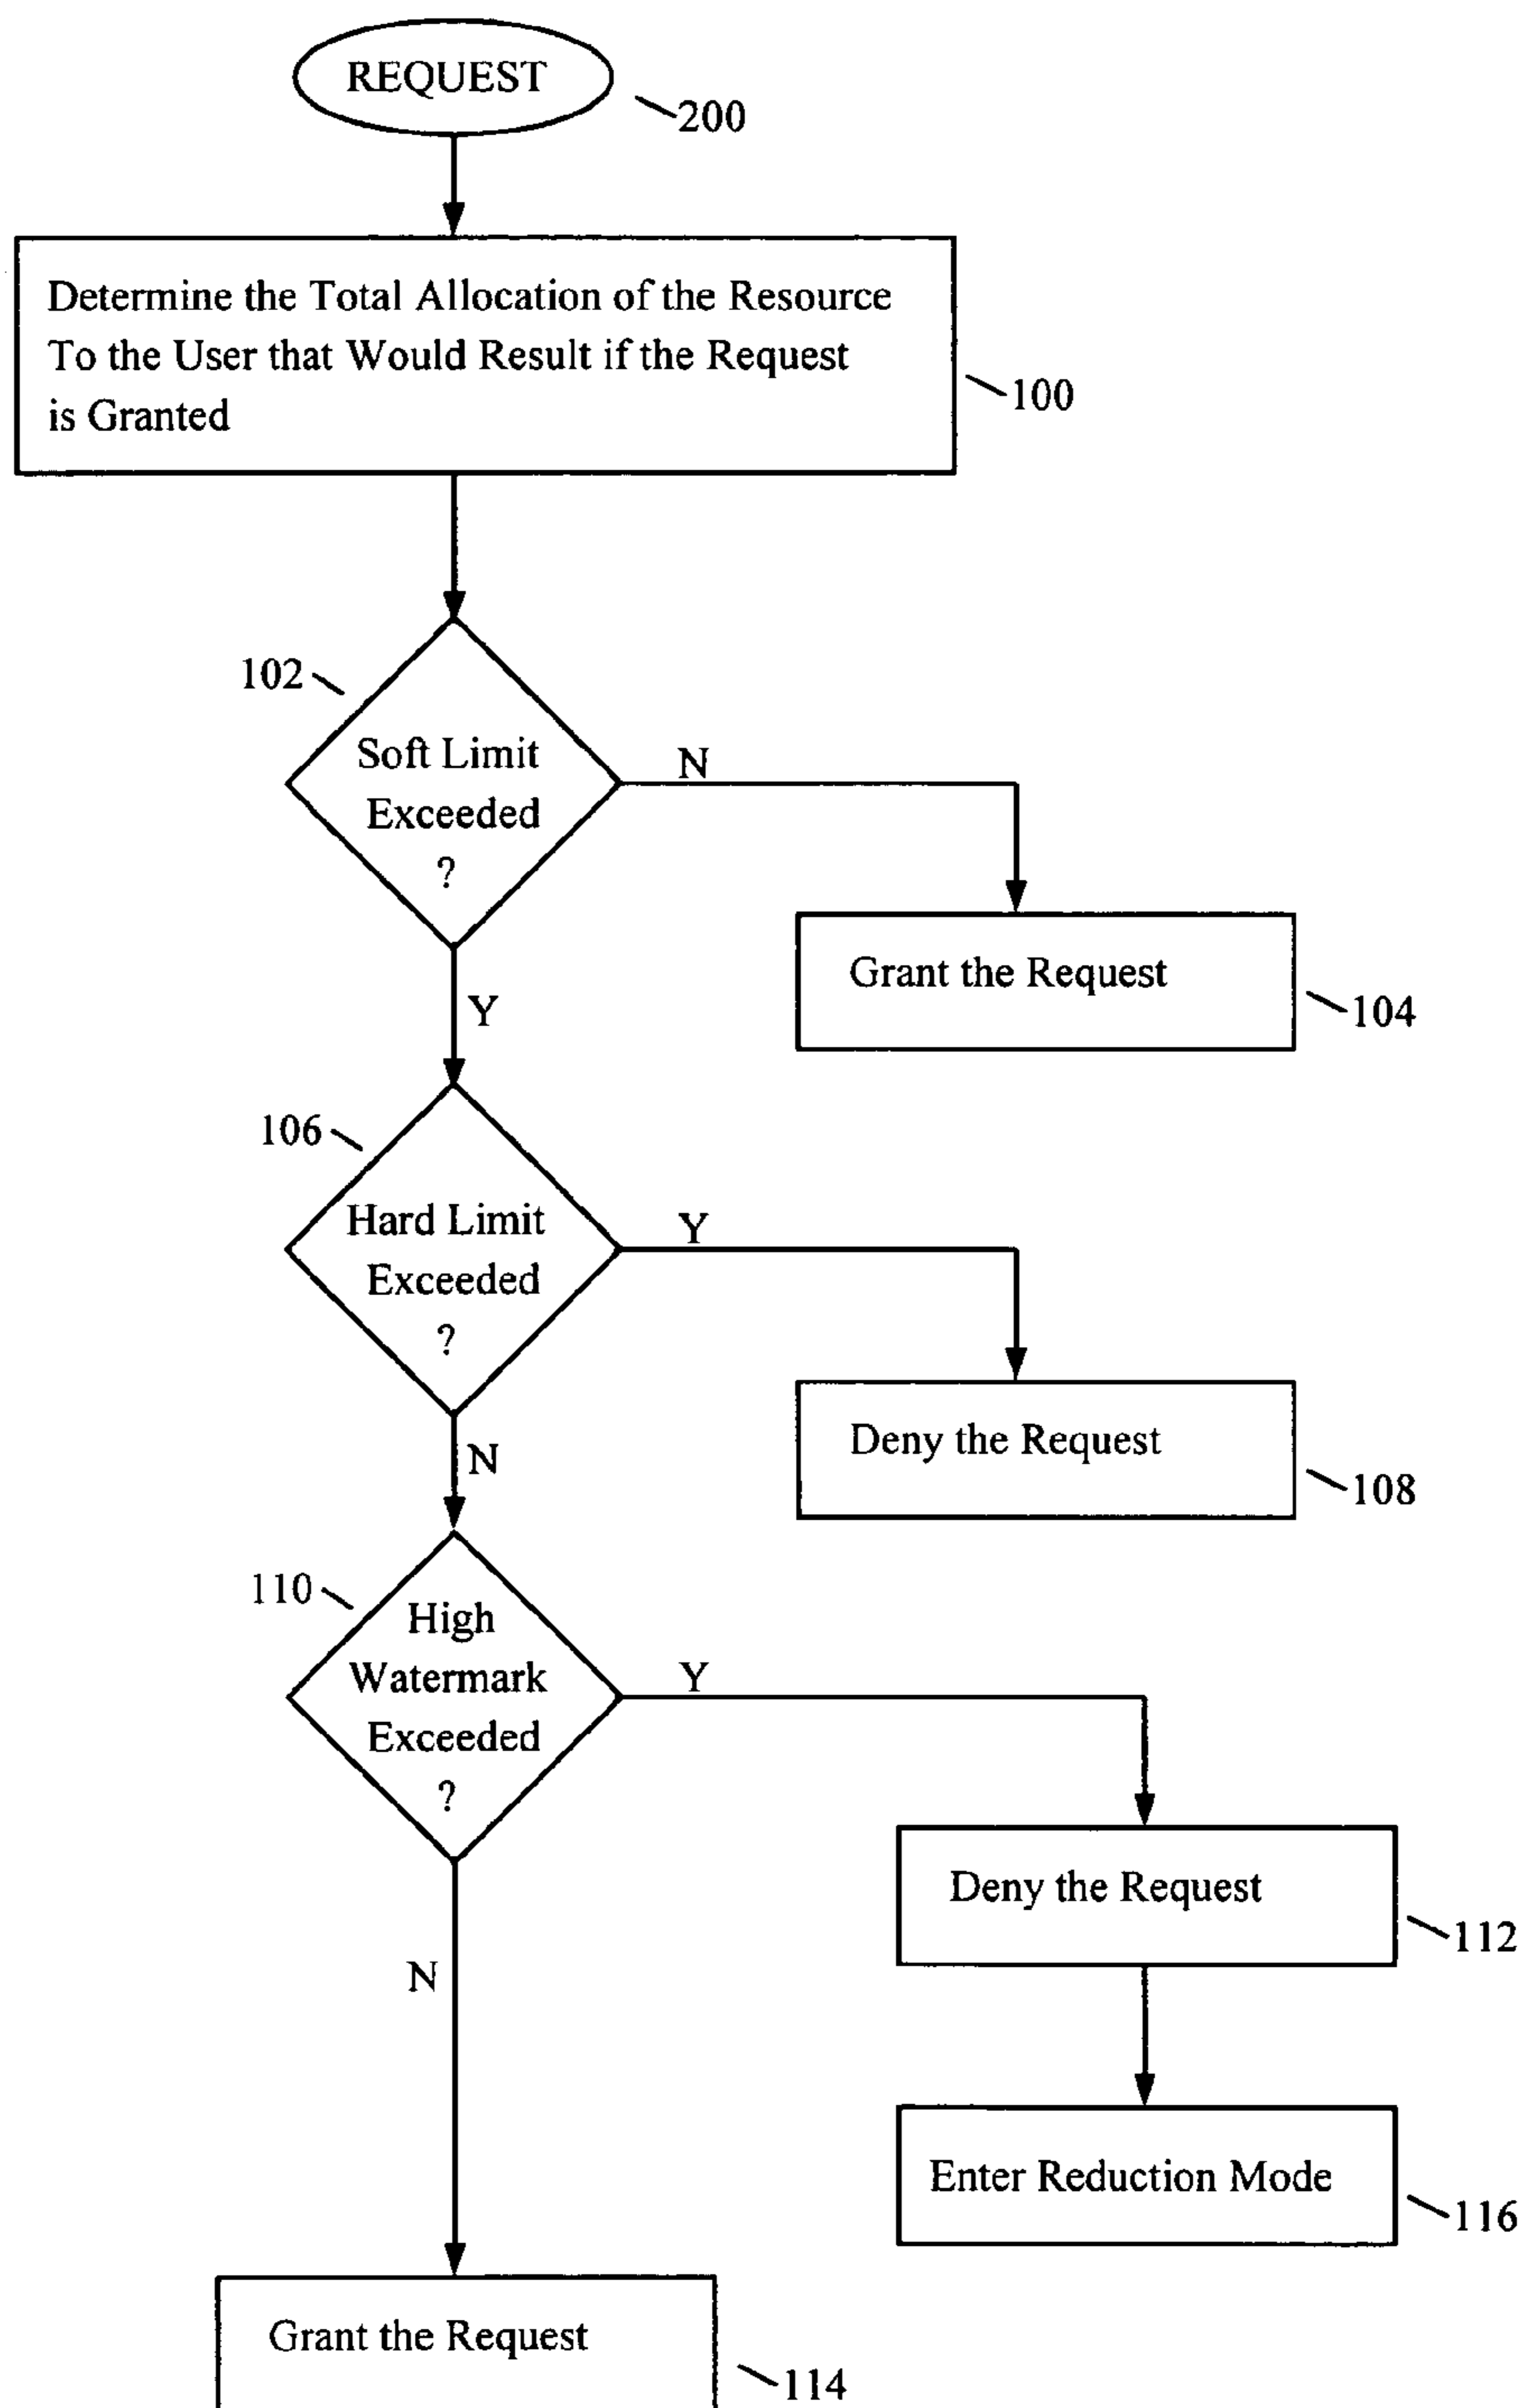 REQUEST
200
Determine the Total Allocation of the Resource
To the User that Would Result if the Request
is Granted
100
102
Soft Limit
Exceeded
?
N
Grant the Request
104
Y
106
Hard Limit
Exceeded
?
Y
Deny the Request
108
N
110
High
Watermark
Exceeded
?
Y
Deny the Request
112
N
Enter Reduction Mode
116
Grant the Request
114